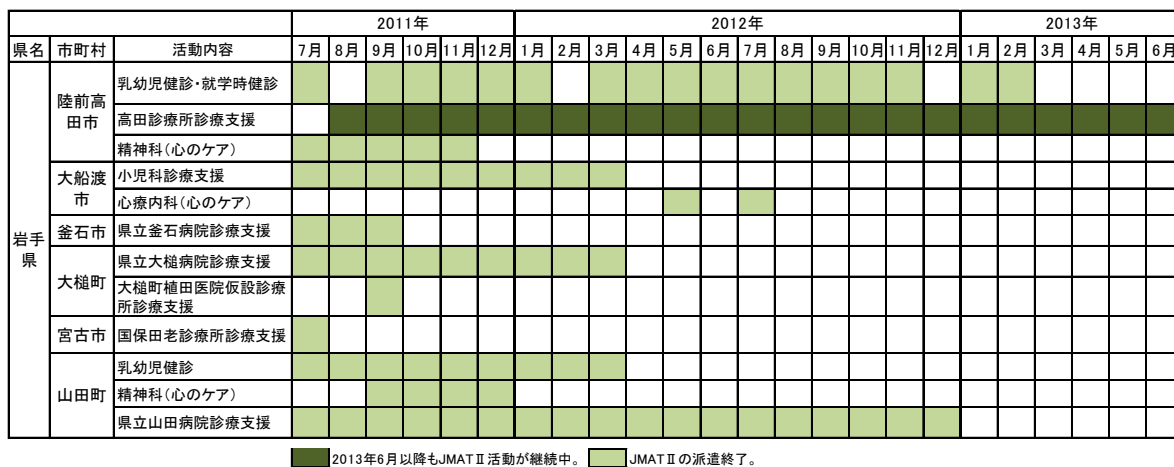 2011年 2012年 2013年
県名 市町村 活動内容 7月 8月 9月 10月 11月 12月 1月 2月 3月 4月 5月 6月 7月 8月 9月 10月 11月 12月 1月 2月 3月 4月 5月 6月
岩手
県
陸前高
田市
乳幼児健診・就学時健診
高田診療所診療支援
精神科(心のケア)
大船渡
市
小児科診療支援
心療内科(心のケア)
釜石市 県立釜石病院診療支援
大槌町
県立大槌病院診療支援
大槌町植田医院仮設診療
所診療支援
宮古市 国保田老診療所診療支援
山田町
乳幼児健診
精神科(心のケア)
県立山田病院診療支援
2013年6月以降もJMATⅡ活動が継続中。 JMATⅡの派遣終了。